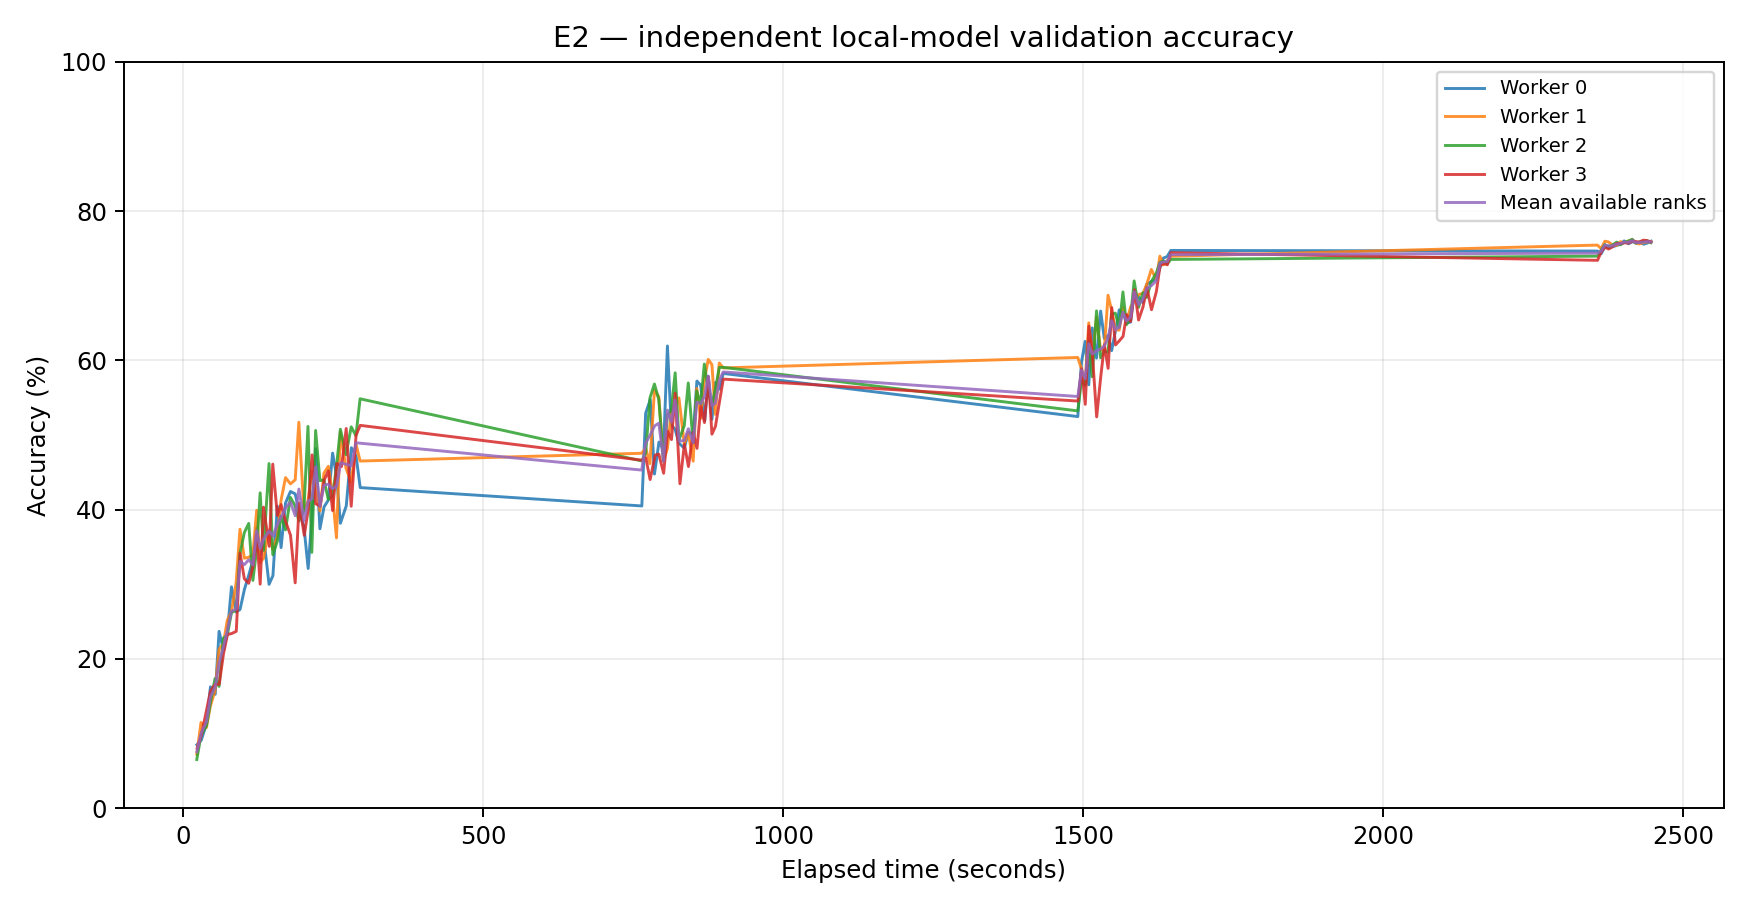 E2 — independent local-model validation accuracy
Accuracy (%)
100
80
60
40
20
0
0
500
1000
1500
2000
2500
Elapsed time (seconds)
Worker 0
Worker 1
Worker 2
Worker 3
Mean available ranks